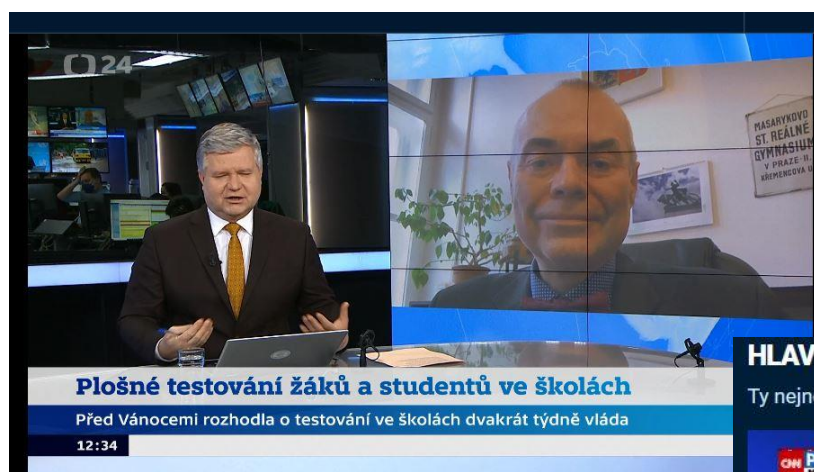 ČT 24
MASARYKOVO
ST. REÁLNÉ
GYMNASIUM
V PRAZE-II.
KŘEMENCOVA U
Plošné testování žáků a studentů ve školách
Před Vánocemi rozhodla o testování ve školách dvakrát týdně vláda
12:34
HLAV
Ty nejn
CNN P